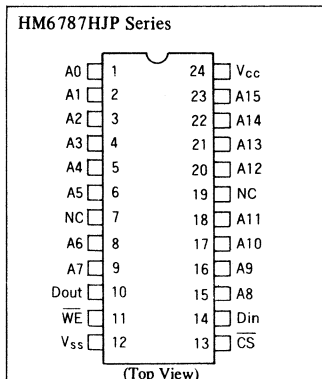 HM6787HJP Series
A0 1 24 Vcc
A1 2 23 A15
A2 3 22 A14
A3 4 21 A13
A4 5 20 A12
A5 6 19 NC
NC 7 18 A11
A6 8 17 A10
A7 9 16 A9
Dout 10 15 A8
W̅E̅ 11 14 Din
Vss 12 13 C̅S̅
(Top View)